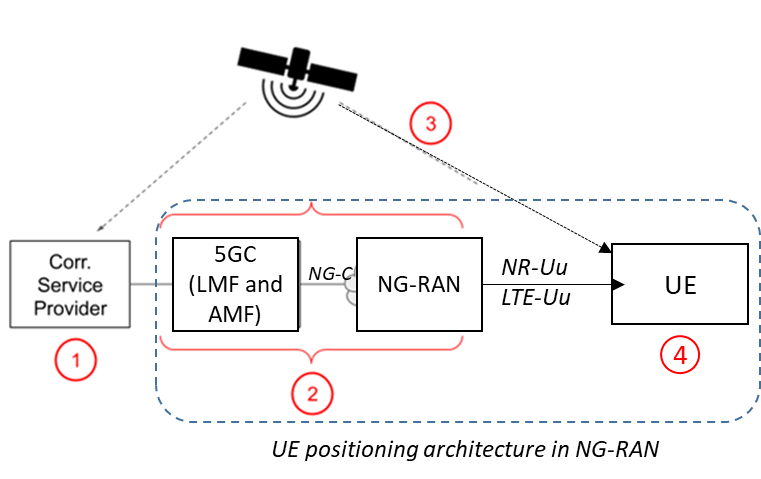 3
Corr.
Service
Provider
5GC
(LMF and
AMF)
NG-C
NG-RAN
NR-Uu
LTE-Uu
UE
1
2
4
UE positioning architecture in NG-RAN